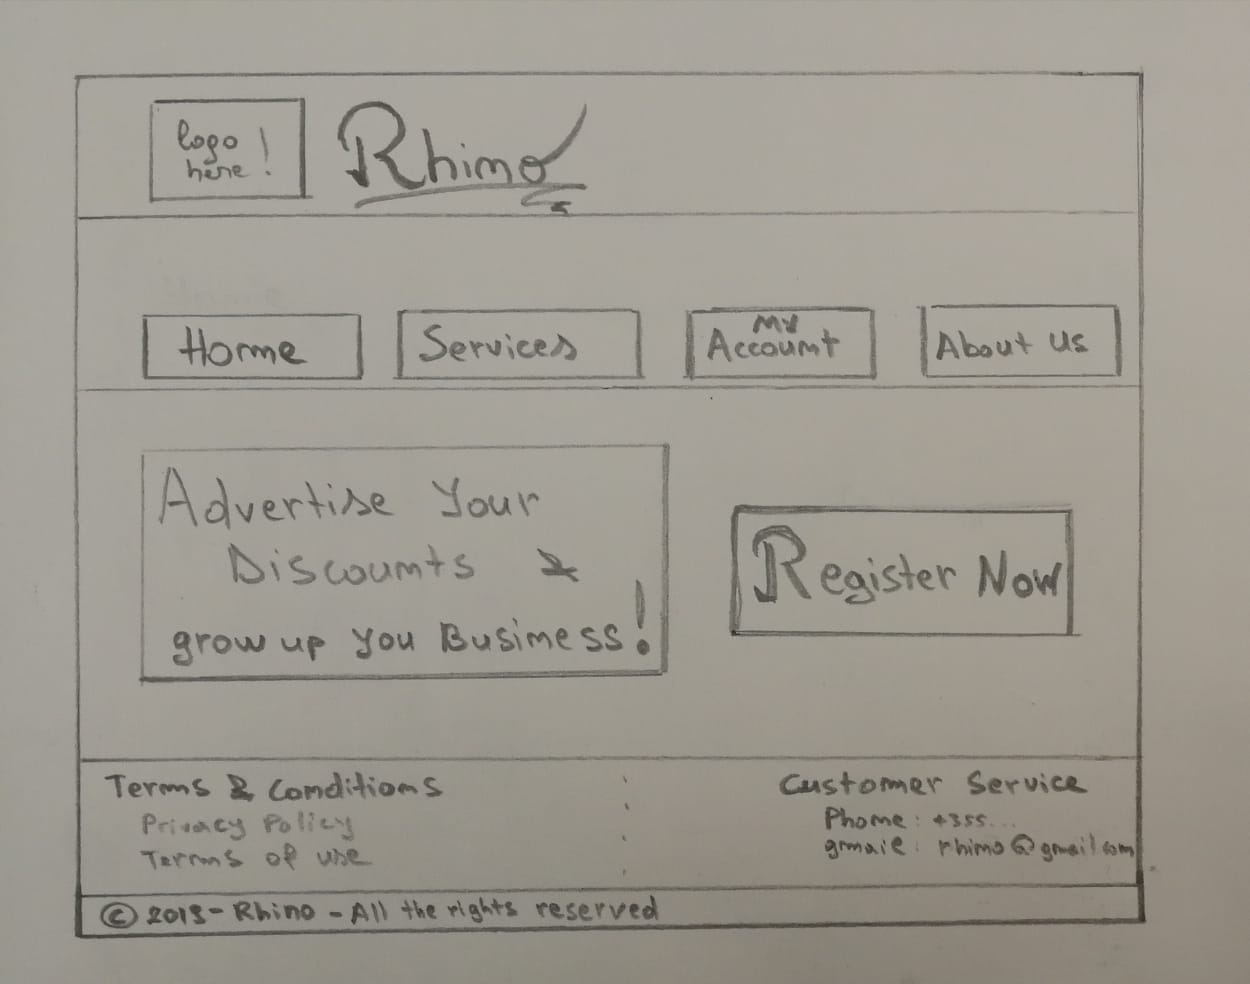 logo
here!
Rhino
Home
Services
My
Account
About Us
Advertise Your
Discounts &
grow up you Business!
Register Now
Terms & Conditions
Privacy Policy
Terms of use
Customer Service
Phone: +355...
gmail: rhino@gmail.com
© 2019 - Rhino - All the rights reserved